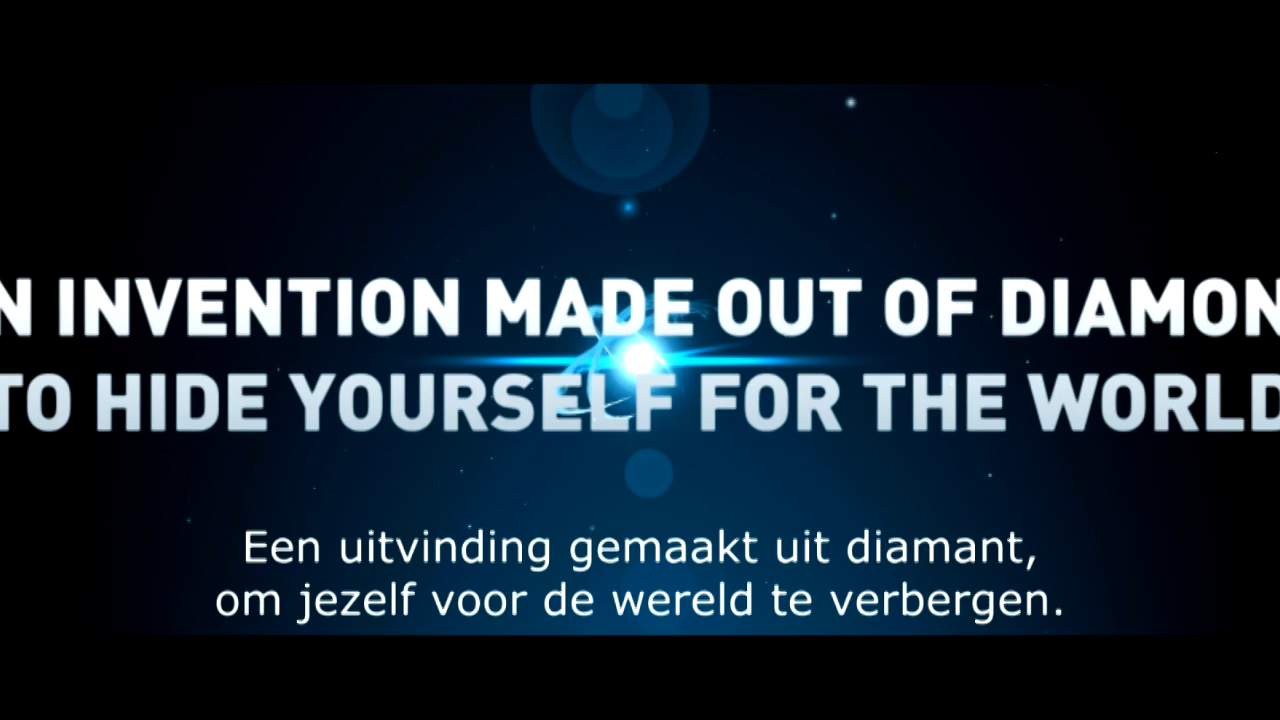 N INVENTION MADE OUT OF DIAMON
TO HIDE YOURSELF FOR THE WORLD
Een uitvinding gemaakt uit diamant,
om jezelf voor de wereld te verbergen.